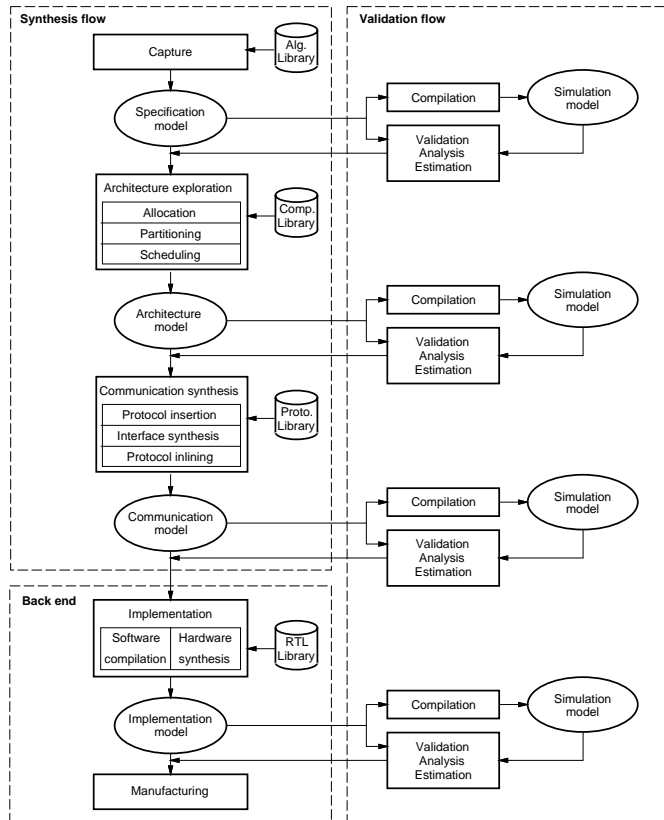 Synthesis flow
Validation flow
Capture
Alg.
Library
Specification
model
Compilation
Simulation
model
Validation
Analysis
Estimation
Architecture exploration
Allocation
Partitioning
Scheduling
Comp.
Library
Architecture
model
Compilation
Simulation
model
Validation
Analysis
Estimation
Communication synthesis
Protocol insertion
Interface synthesis
Protocol inlining
Proto.
Library
Communication
model
Compilation
Simulation
model
Validation
Analysis
Estimation
Back end
Implementation
Software
compilation
Hardware
synthesis
RTL
Library
Implementation
model
Compilation
Simulation
model
Validation
Analysis
Estimation
Manufacturing